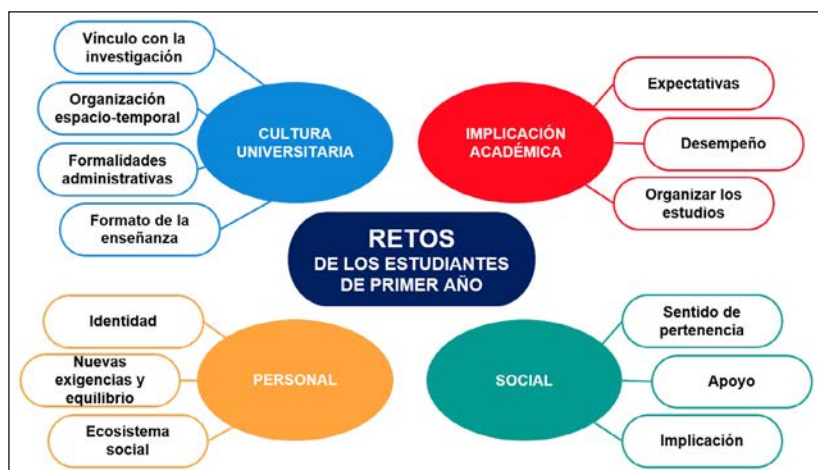 Vínculo con la
investigación
Organización
espacio-temporal
Formalidades
administrativas
Formato de la
enseñanza
CULTURA
UNIVERSITARIA
IMPLICACIÓN
ACADÉMICA
Expectativas
Desempeño
Organizar los
estudios
RETOS
DE LOS ESTUDIANTES
DE PRIMER AÑO
Identidad
Nuevas
exigencias y
equilibrio
Ecosistema
social
PERSONAL
SOCIAL
Sentido de
pertenencia
Apoyo
Implicación